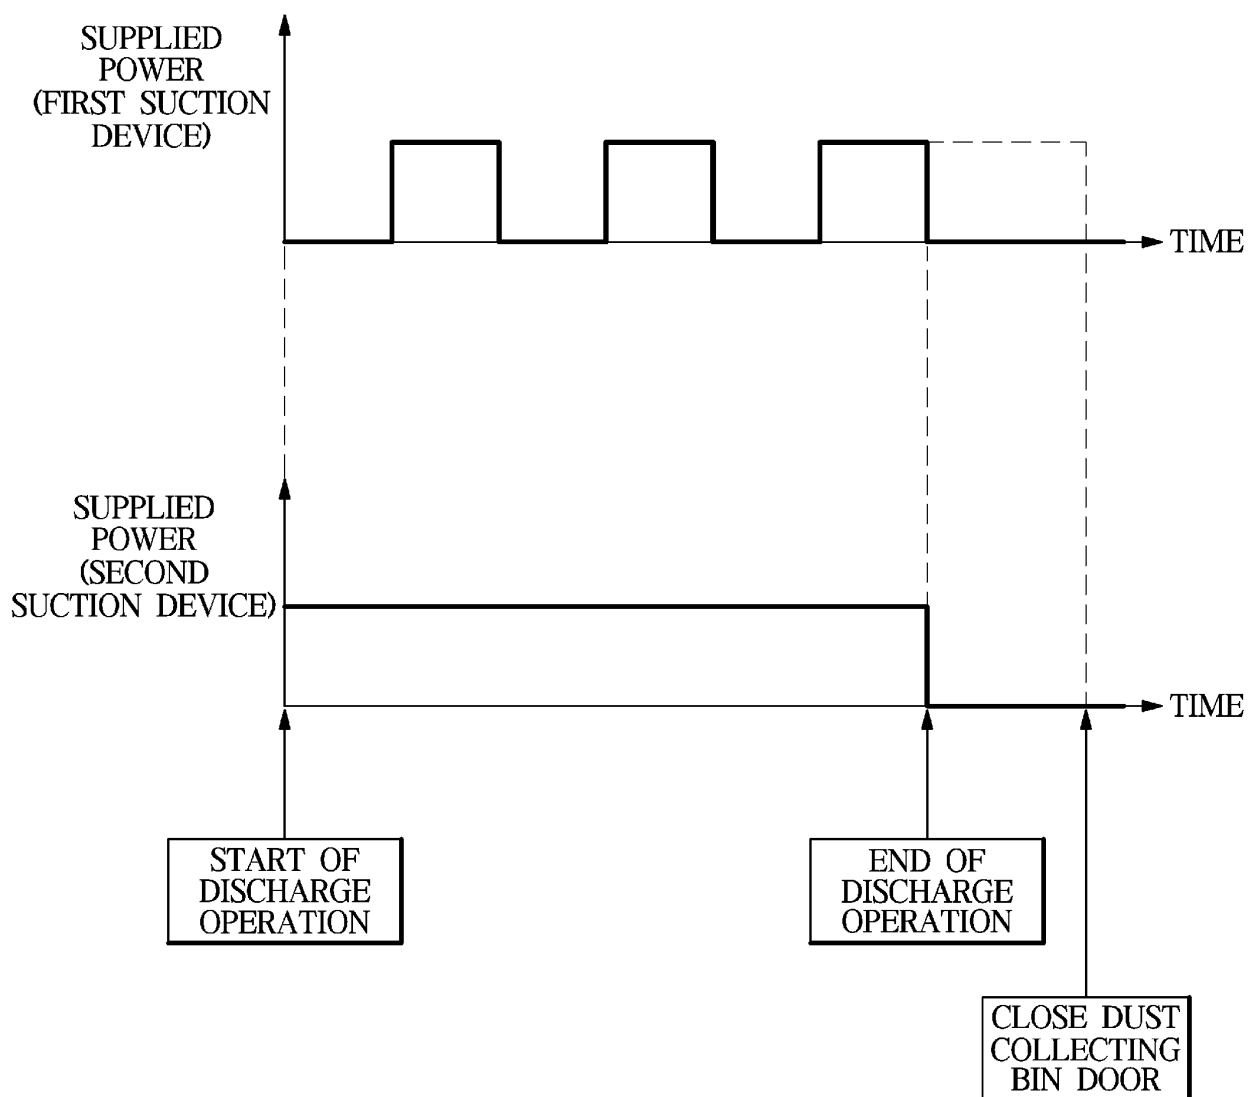 SUPPLIED
POWER
(FIRST SUCTION
DEVICE)
TIME
SUPPLIED
POWER
(SECOND
SUCTION DEVICE)
TIME
START OF
DISCHARGE
OPERATION
END OF
DISCHARGE
OPERATION
CLOSE DUST
COLLECTING
BIN DOOR